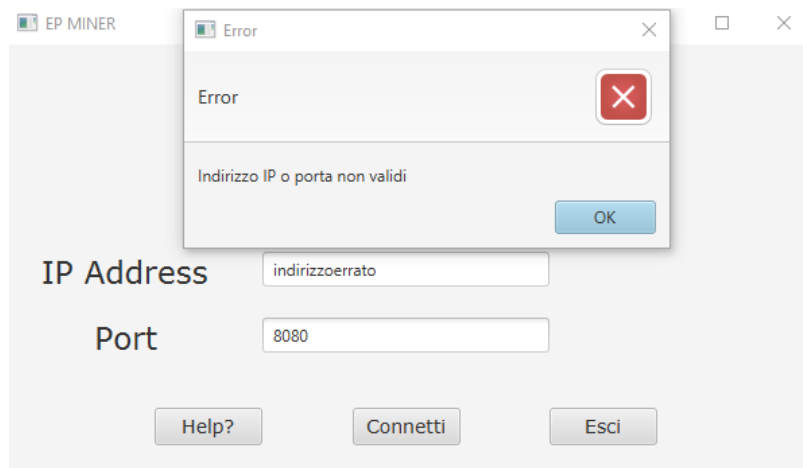 EP MINER
Error
Error
Indirizzo IP o porta non validi
OK
IP Address
indirizzoerrato
Port
8080
Help?
Connetti
Esci